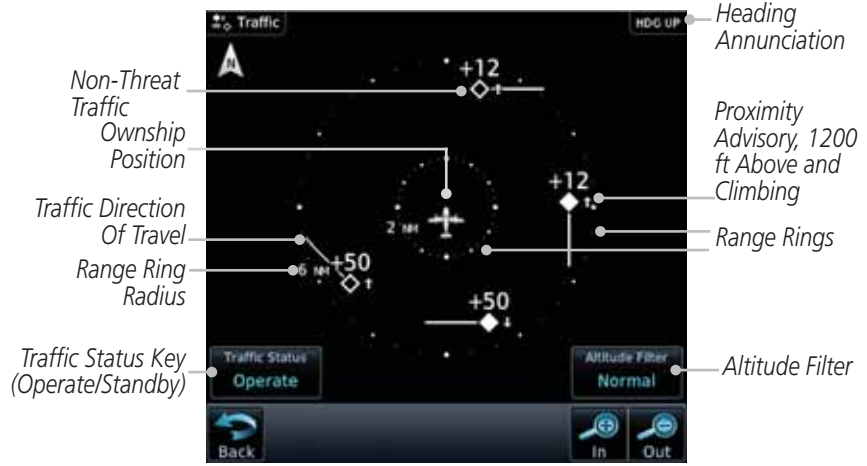 Traffic
HDG UP
N
+12
+12
2 NM
6 NM
+50
+50
Traffic Status
Operate
Altitude Filter
Normal
Back
In
Out
Non-Threat
Traffic
Ownship
Position
Traffic Direction
Of Travel
Range Ring
Radius
Traffic Status Key
(Operate/Standby)
Heading
Annunciation
Proximity
Advisory, 1200
ft Above and
Climbing
Range Rings
Altitude Filter